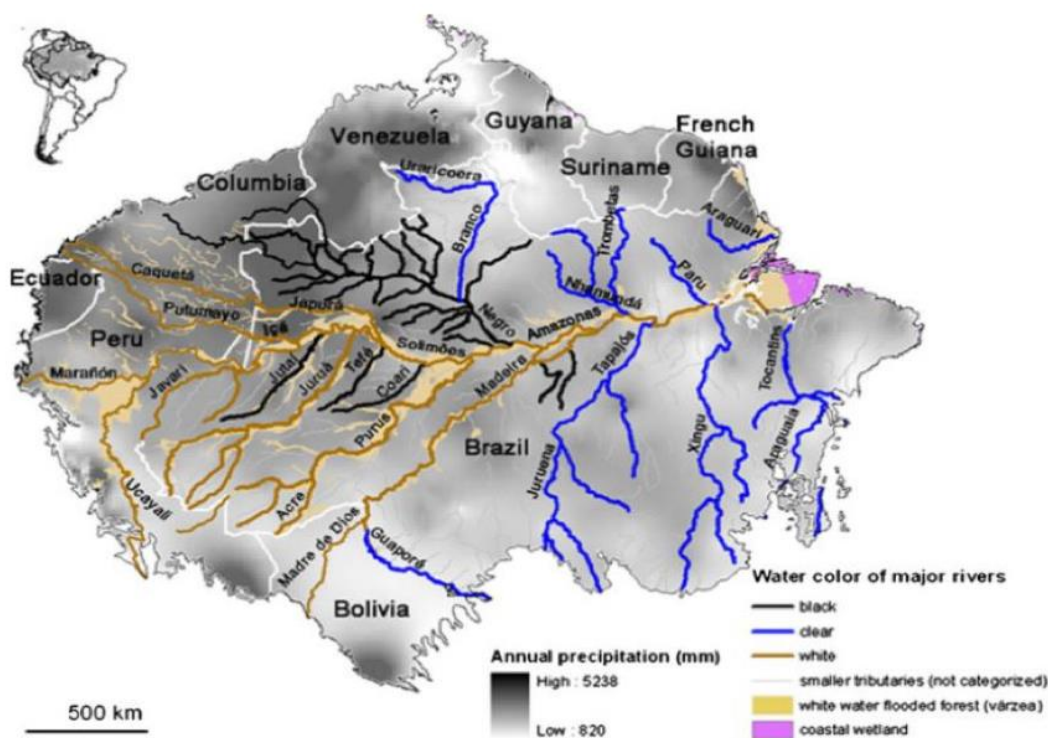 Venezuela
Guyana
French
Guiana
Suriname
Columbia
Uraricoera
Branco
Trombetas
Araguari
Paru
Ecuador
Caquetá
Putumayo
Japurá
Içá
Negro
Nhamundá
Amazonas
Solimões
Peru
Marañón
Javari
Jutaí
Juruá
Tefé
Coari
Purus
Madeira
Tapajós
Tocantins
Brazil
Xingu
Araguaia
Juruena
Ucayali
Acre
Madre de Dios
Guaporé
Bolivia
Water color of major rivers
black
clear
white
smaller tributaries (not categorized)
white water flooded forest (várzea)
coastal wetland
Annual precipitation (mm)
High : 5238
Low : 820
500 km